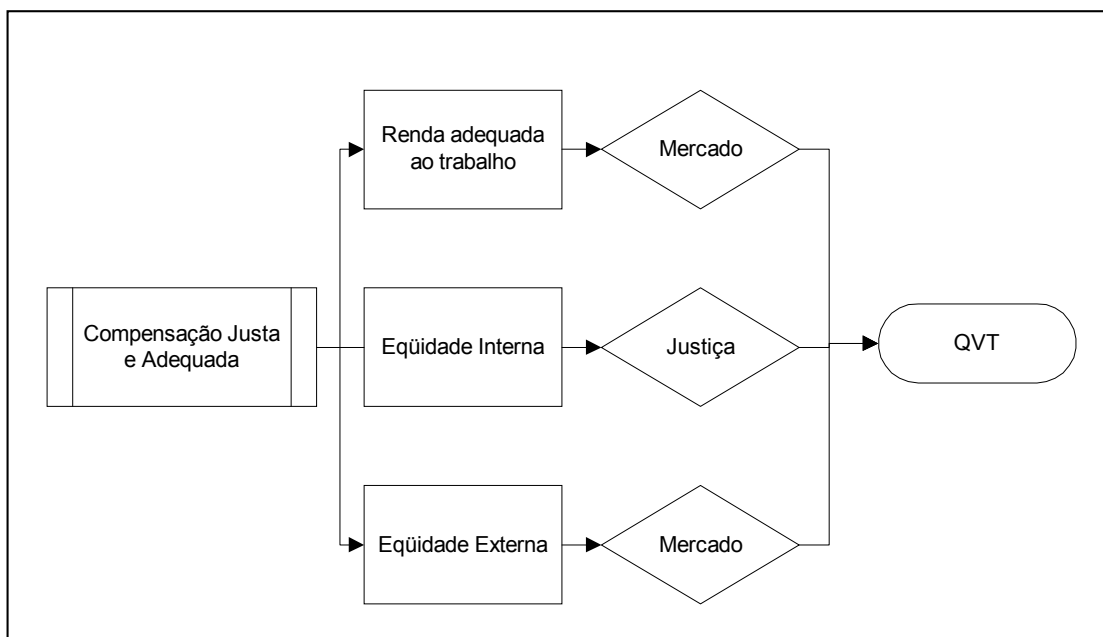 Renda adequada
ao trabalho
Mercado
Compensação Justa
e Adequada
Eqüidade Interna
Justiça
QVT
Eqüidade Externa
Mercado